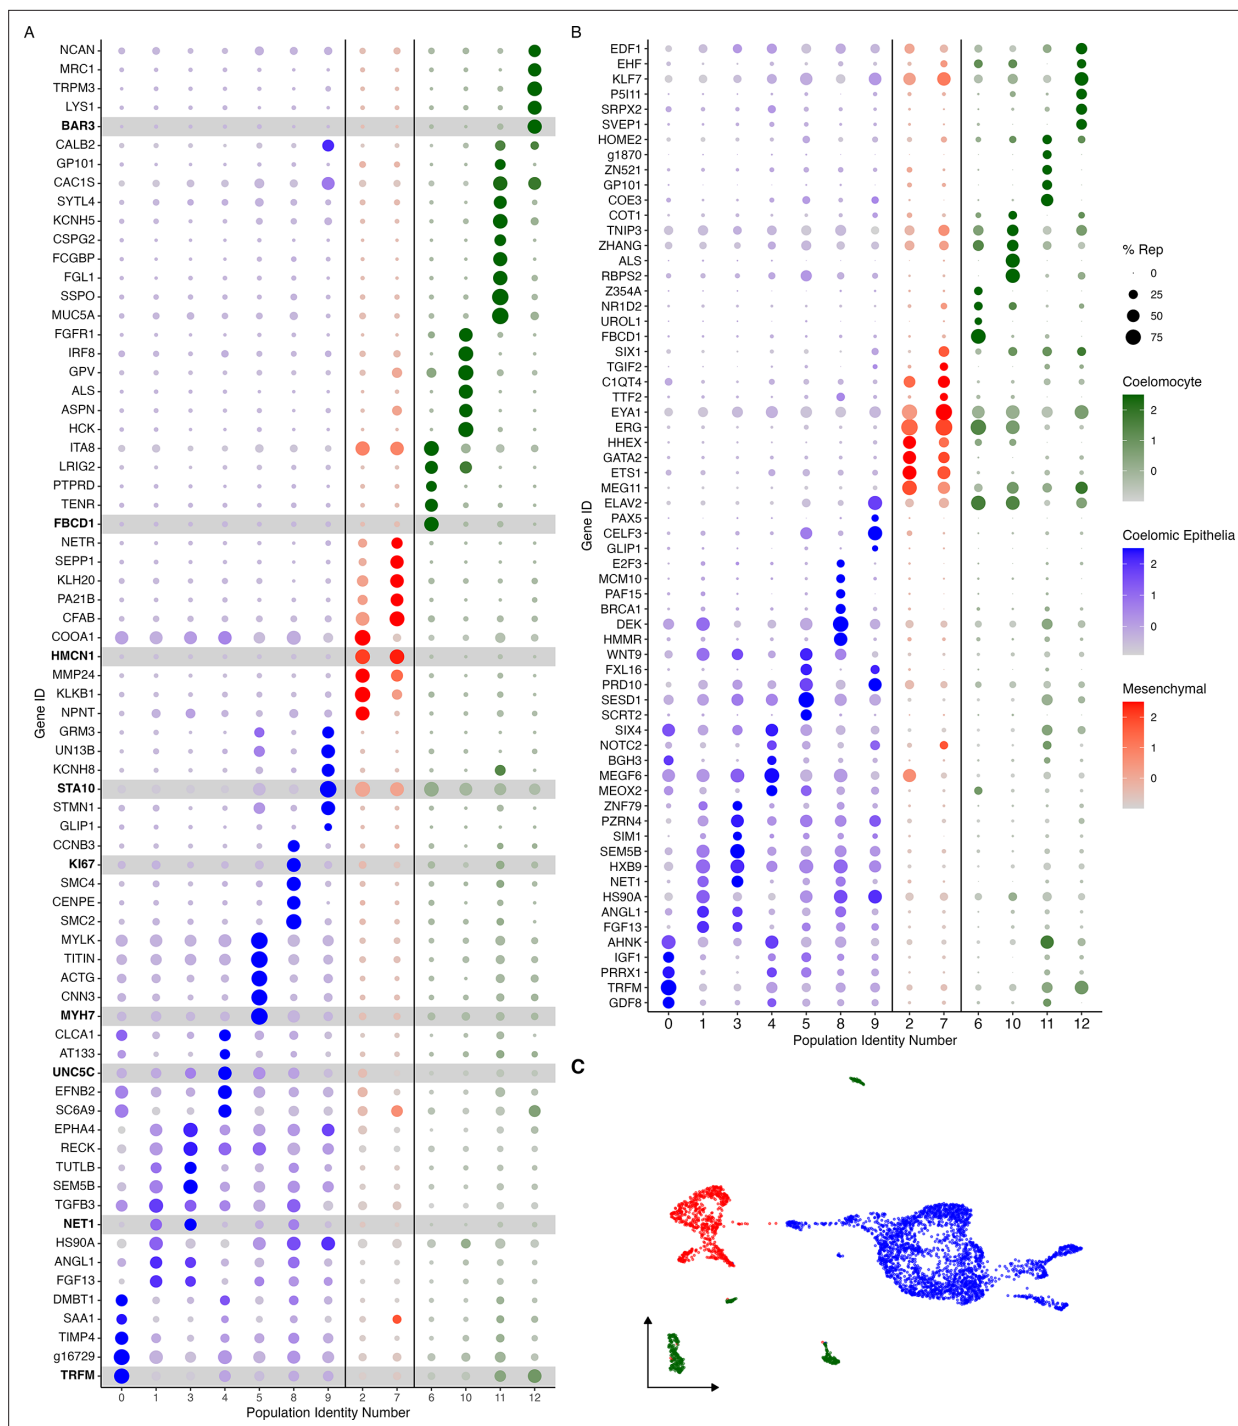 A
NCAN
MRC1
TRPM3
LYS1
BAR3
CALB2
GP101
CAC1S
SYTL4
KCNH5
CSPG2
FCGBP
FGL1
SSPO
MUC5A
FGFR1
IRF8
GPV
ALS
ASPN
HCK
ITA8
LRIG2
PTPRD
TENR
FBCD1
NETR
SEPP1
KLH20
PA21B
CFAB
COOA1
HMCN1
MMP24
KLKB1
NPNT
GRM3
UN13B
KCNH8
STA10
STMN1
GLIP1
CCNB3
KI67
SMC4
CENPE
SMC2
MYLK
TITIN
ACTG
CNN3
MYH7
CLCA1
AT133
UNC5C
EFNB2
SC6A9
EPHA4
RECK
TUTLB
SEM5B
TGFB3
NET1
HS90A
ANGL1
FGF13
DMBT1
SAA1
TIMP4
g16729
TRFM
Gene ID
0 1 3 4 5 8 9 2 7 6 10 11 12
Population Identity Number
B
EDF1
EHF
KLF7
P5I11
SRPX2
SVEP1
HOME2
g1870
ZN521
GP101
COE3
COT1
TNIP3
ZHANG
ALS
RBPS2
Z354A
NR1D2
UROL1
FBCD1
SIX1
TGIF2
C1QT4
TTF2
EYA1
ERG
HHEX
GATA2
ETS1
MEG11
ELAV2
PAX5
CELF3
GLIP1
E2F3
MCM10
PAF15
BRCA1
DEK
HMMR
WNT9
FXL16
PRD10
SESD1
SCRT2
SIX4
NOTC2
BGH3
MEGF6
MEOX2
ZNF79
PZRN4
SIM1
SEM5B
HXB9
NET1
HS90A
ANGL1
FGF13
AHNK
IGF1
PRRX1
TRFM
GDF8
Gene ID
0 1 3 4 5 8 9 2 7 6 10 11 12
Population Identity Number
% Rep
0
25
50
75
Coelomocyte
2
1
0
Coelomic Epithelia
2
1
0
Mesenchymal
2
1
0
C